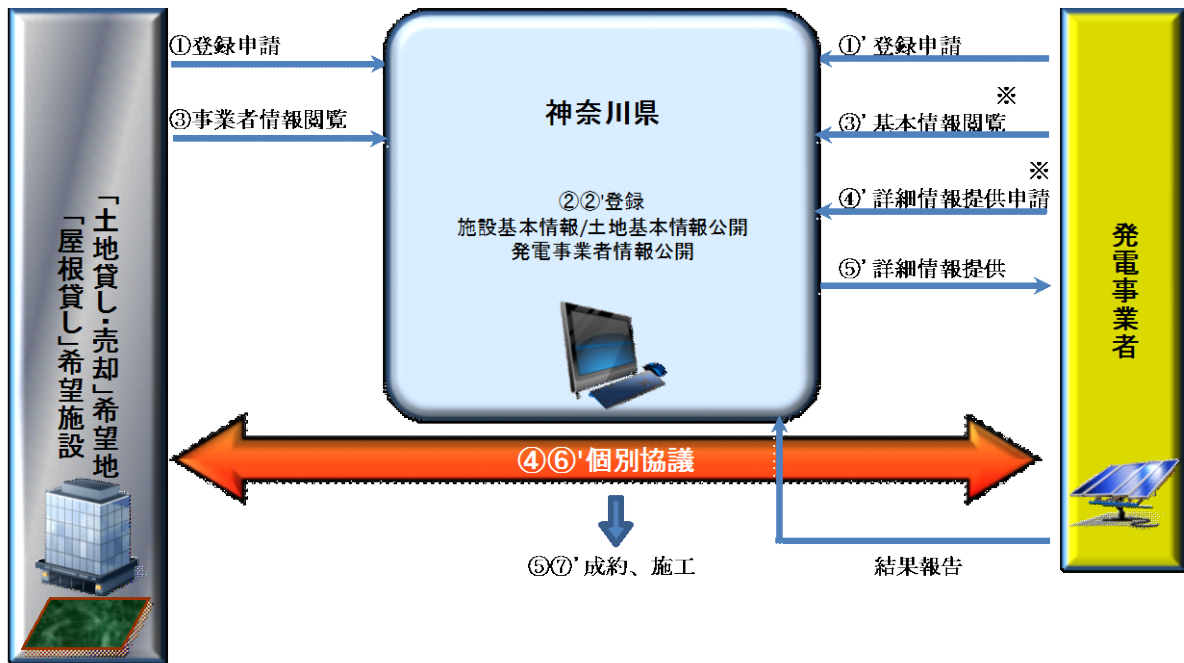 「土地貸し・売却」希望地
「屋根貸し」希望施設
①登録申請
③事業者情報閲覧
神奈川県
②②'登録
施設基本情報/土地基本情報公開
発電事業者情報公開
①’登録申請
※
③’基本情報閲覧
※
④’詳細情報提供申請
⑤’詳細情報提供
発電事業者
④⑥'個別協議
⑤⑦’成約、施工
結果報告